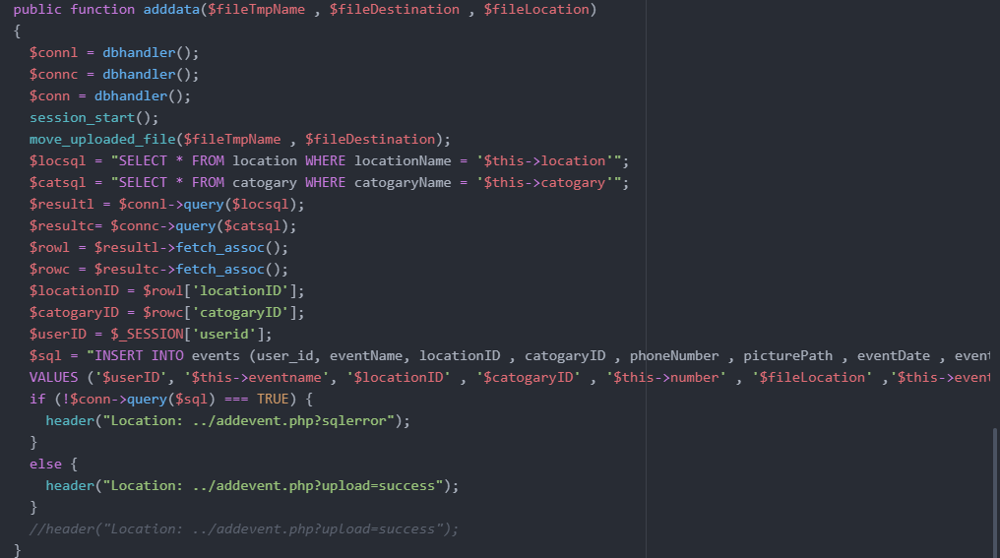 public function adddata($fileTmpName , $fileDestination , $fileLocation)
{
$connl = dbhandler();
$connc = dbhandler();
$conn = dbhandler();
session_start();
move_uploaded_file($fileTmpName , $fileDestination);
$locsql = "SELECT * FROM location WHERE locationName = '$this->location'";
$catsql = "SELECT * FROM catogary WHERE catogaryName = '$this->catogary'";
$resultl = $connl->query($locsql);
$resultc= $connc->query($catsql);
$rowl = $resultl->fetch_assoc();
$rowc = $resultc->fetch_assoc();
$locationID = $rowl['locationID'];
$catogaryID = $rowc['catogaryID'];
$userID = $_SESSION['userid'];
$sql = "INSERT INTO events (user_id, eventName, locationID , catogaryID , phoneNumber , picturePath , eventDate , event
VALUES ('$userID', '$this->eventname', '$locationID' , '$catogaryID' , '$this->number' , '$fileLocation' ,'$this->event
if (!$conn->query($sql) === TRUE) {
header("Location: ../addevent.php?sqlerror");
}
else {
header("Location: ../addevent.php?upload=success");
}
//header("Location: ../addevent.php?upload=success");
}